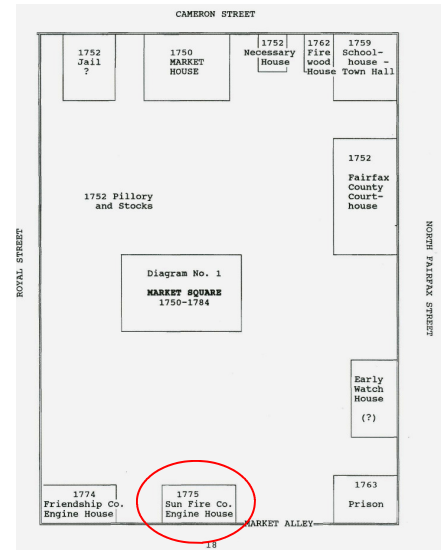 CAMERON STREET
1752
Jail
?
1750
MARKET
HOUSE
1752
Necessary
House
1762
Fire
wood
House
1759
School-
house -
Town Hall
1752
Fairfax
County
Court-
house
1752 Pillory
and Stocks
ROYAL STREET
NORTH FAIRFAX STREET
Diagram No. 1
MARKET SQUARE
1750-1784
Early
Watch
House
(?)
1774
Friendship Co.
Engine House
1775
Sun Fire Co.
Engine House
1763
Prison
MARKET ALLEY
18